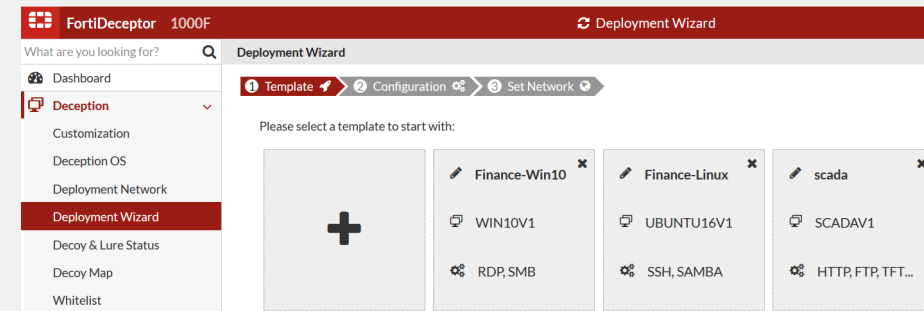 FortiDeceptor 1000F
Deployment Wizard
What are you looking for?
Deployment Wizard
Dashboard
1 Template 2 Configuration 3 Set Network
Deception
Please select a template to start with:
Customization
Deception OS
Deployment Network
Deployment Wizard
Decoy & Lure Status
Decoy Map
Whitelist
Finance-Win10
WIN10V1
RDP, SMB
Finance-Linux
UBUNTU16V1
SSH, SAMBA
scada
SCADAV1
HTTP, FTP, TFT...